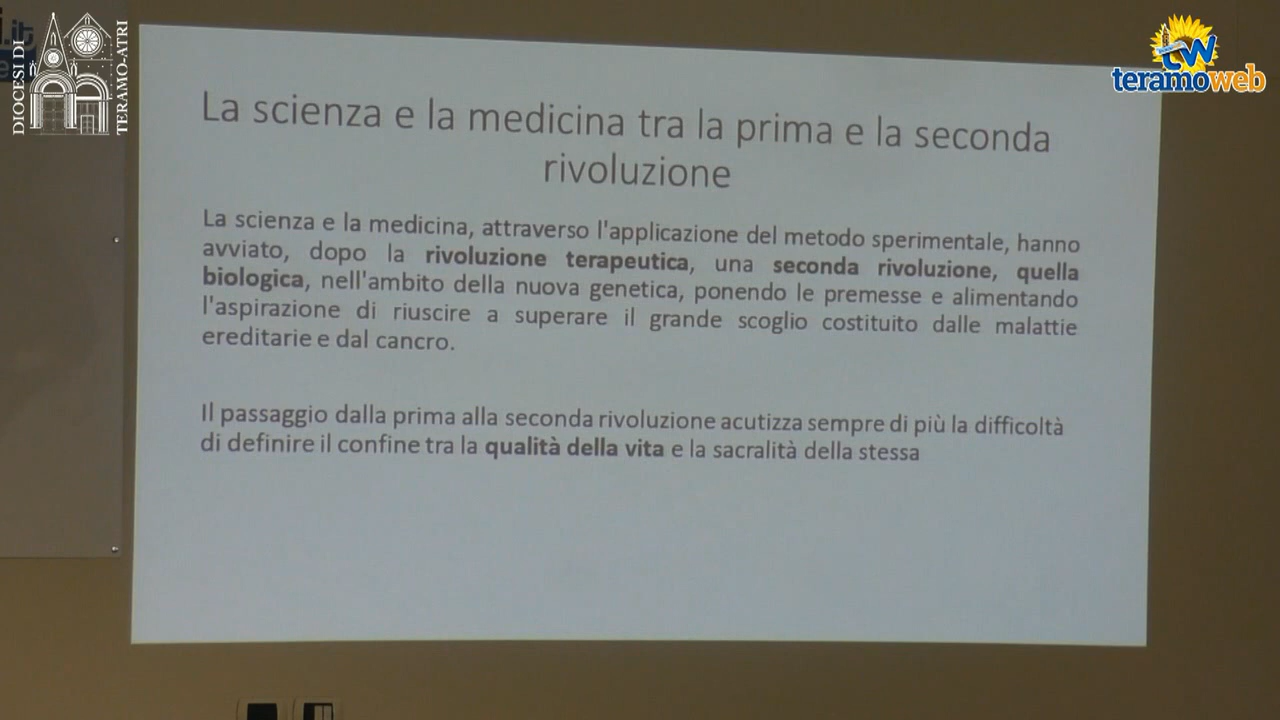 DIOCESI DI
TERAMO-ATRI
tw
teramoweb
.it
La scienza e la medicina tra la prima e la seconda
rivoluzione
La scienza e la medicina, attraverso l'applicazione del metodo sperimentale, hanno
avviato, dopo la rivoluzione terapeutica, una seconda rivoluzione, quella
biologica, nell'ambito della nuova genetica, ponendo le premesse e alimentando
l'aspirazione di riuscire a superare il grande scoglio costituito dalle malattie
ereditarie e dal cancro.
Il passaggio dalla prima alla seconda rivoluzione acutizza sempre di più la difficoltà
di definire il confine tra la qualità della vita e la sacralità della stessa